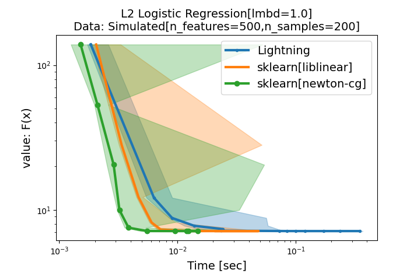 L2 Logistic Regression[lmbd=1.0]
Data: Simulated[n_features=500,n_samples=200]
Lightning
sklearn[liblinear]
sklearn[newton-cg]
value: F(x)
10²
10¹
10⁻³
10⁻²
10⁻¹
Time [sec]